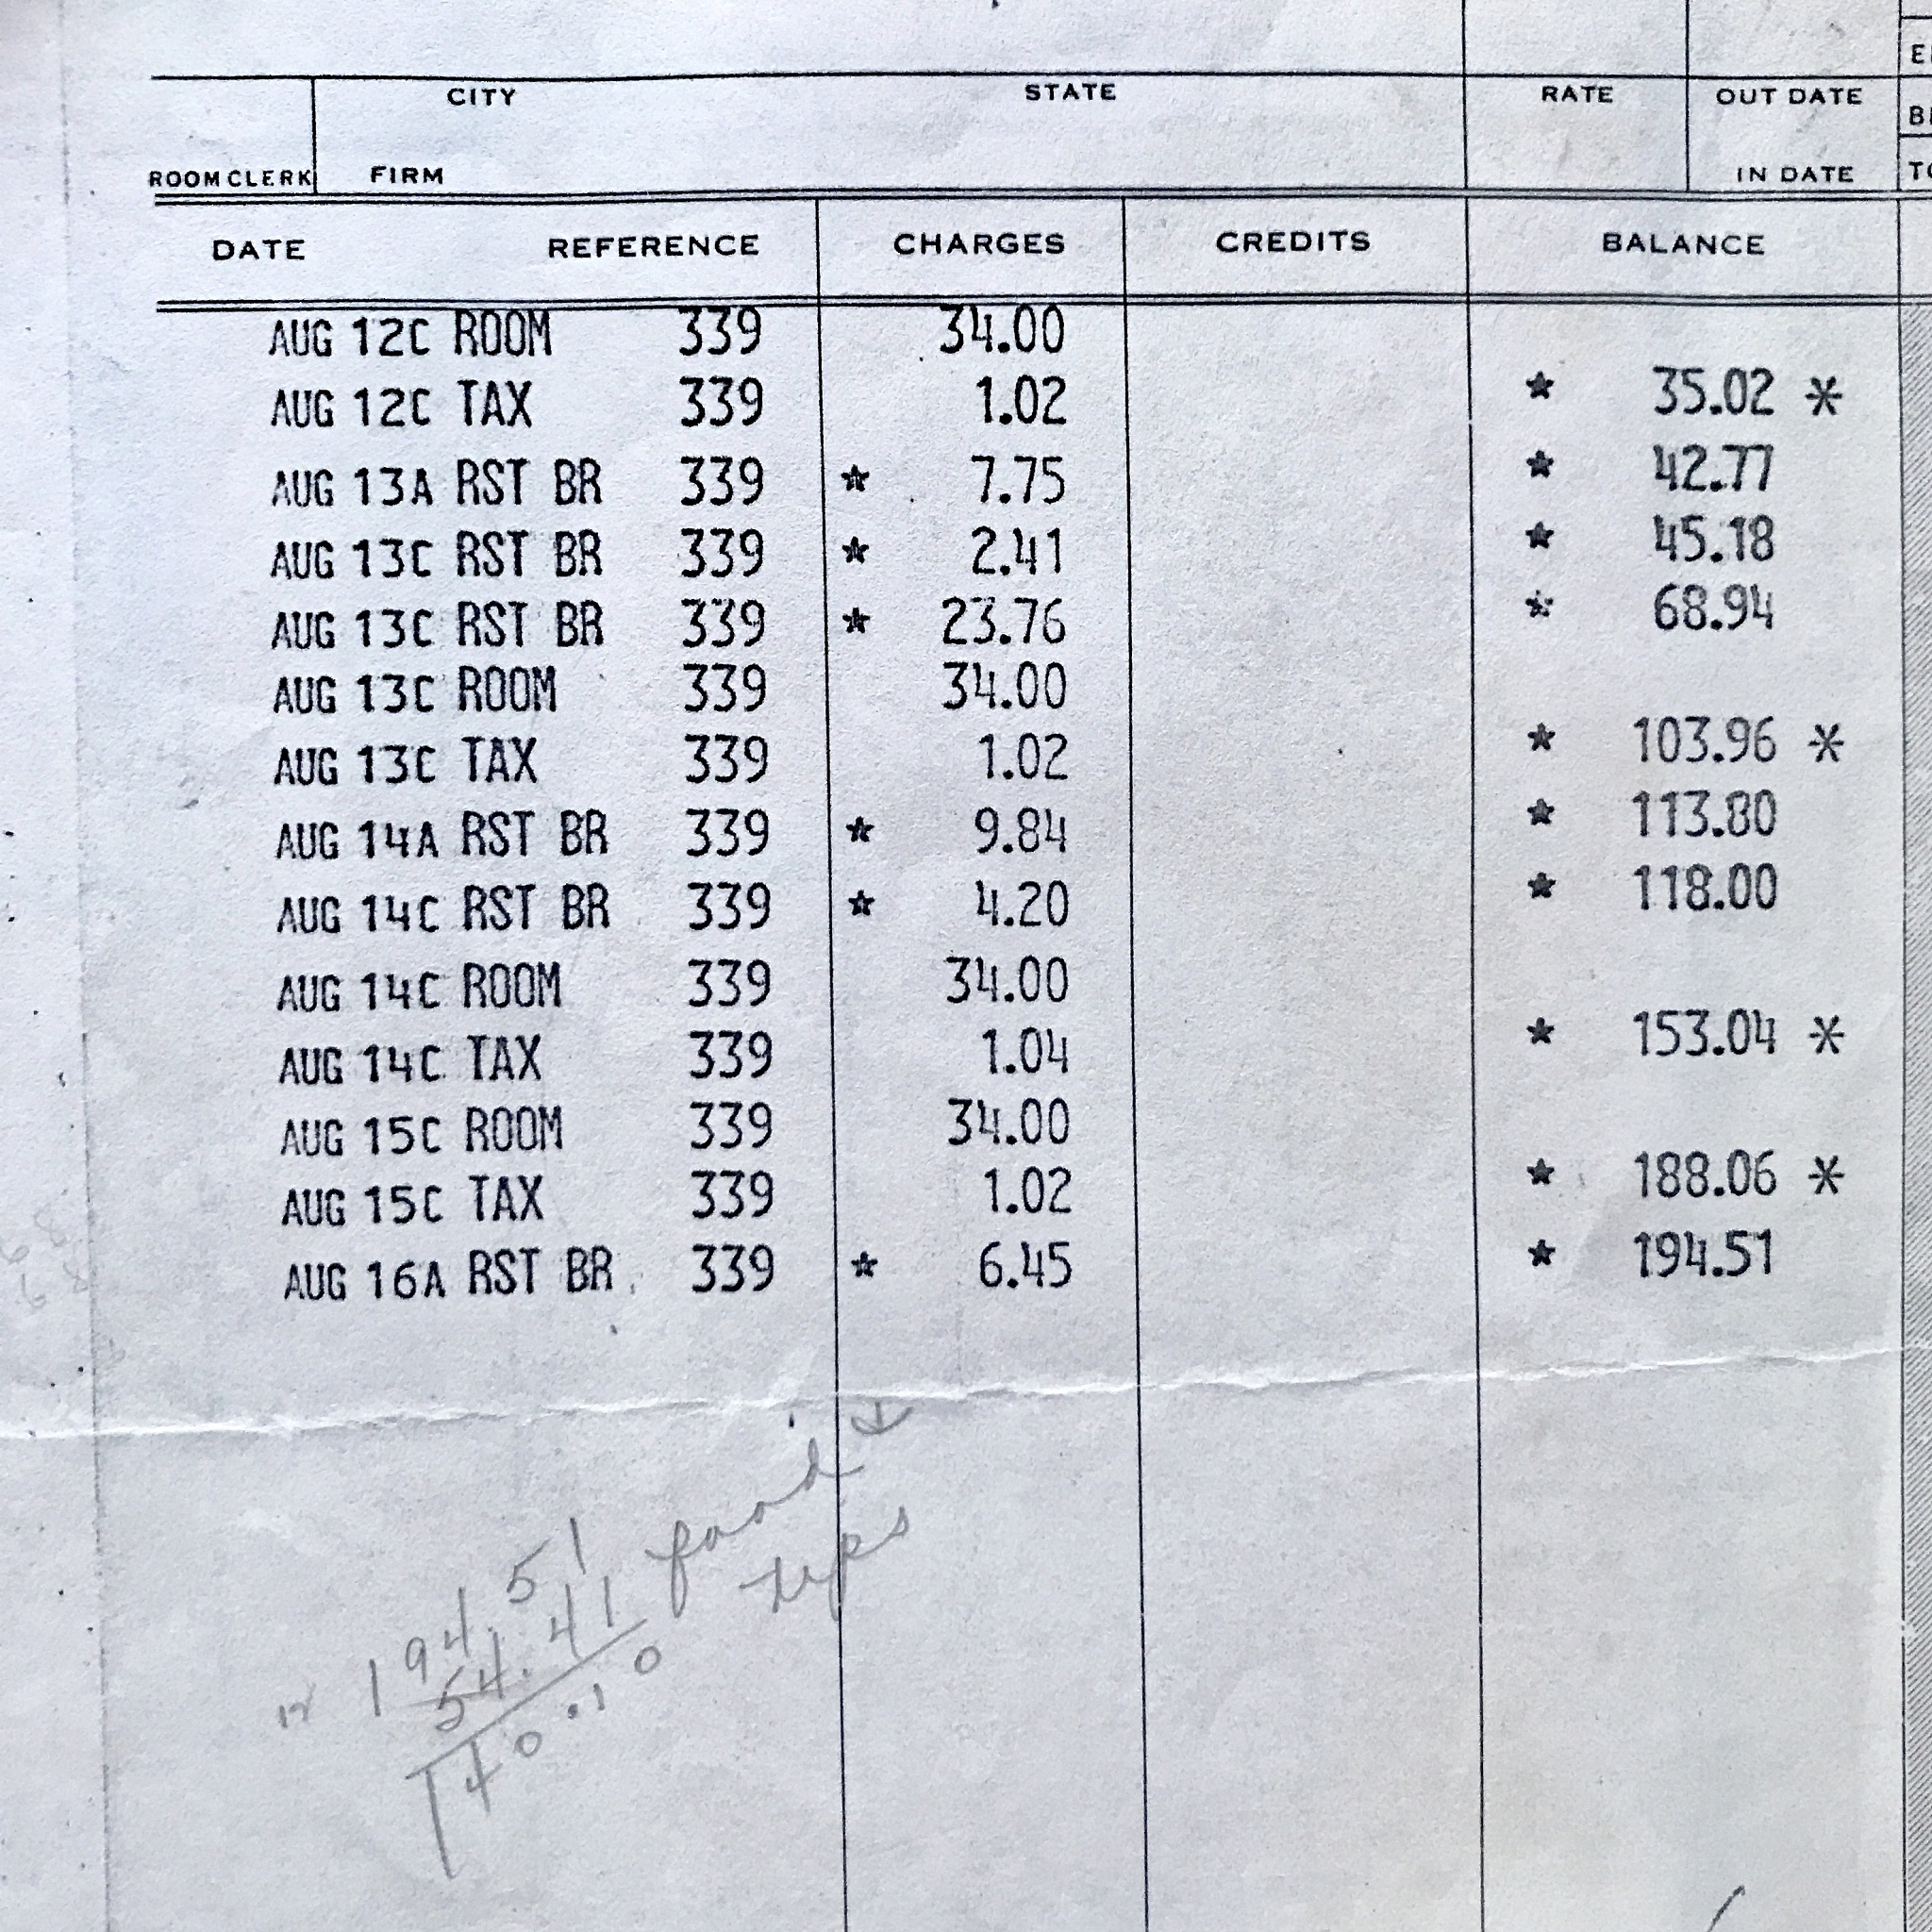 CITY STATE RATE OUT DATE
ROOM CLERK FIRM IN DATE
DATE REFERENCE CHARGES CREDITS BALANCE
AUG 12C ROOM 339 34.00
AUG 12C TAX 339 1.02 * 35.02 *
AUG 13A RST BR 339 * 7.75 * 42.77
AUG 13C RST BR 339 * 2.41 * 45.18
AUG 13C RST BR 339 * 23.76 * 68.94
AUG 13C ROOM 339 34.00
AUG 13C TAX 339 1.02 * 103.96 *
AUG 14A RST BR 339 * 9.84 * 113.80
AUG 14C RST BR 339 * 4.20 * 118.00
AUG 14C ROOM 339 34.00
AUG 14C TAX 339 1.04 * 153.04 *
AUG 15C ROOM 339 34.00
AUG 15C TAX 339 1.02 * 188.06 *
AUG 16A RST BR 339 * 6.45 * 194.51
194.51
54.41 food
tips
140.10